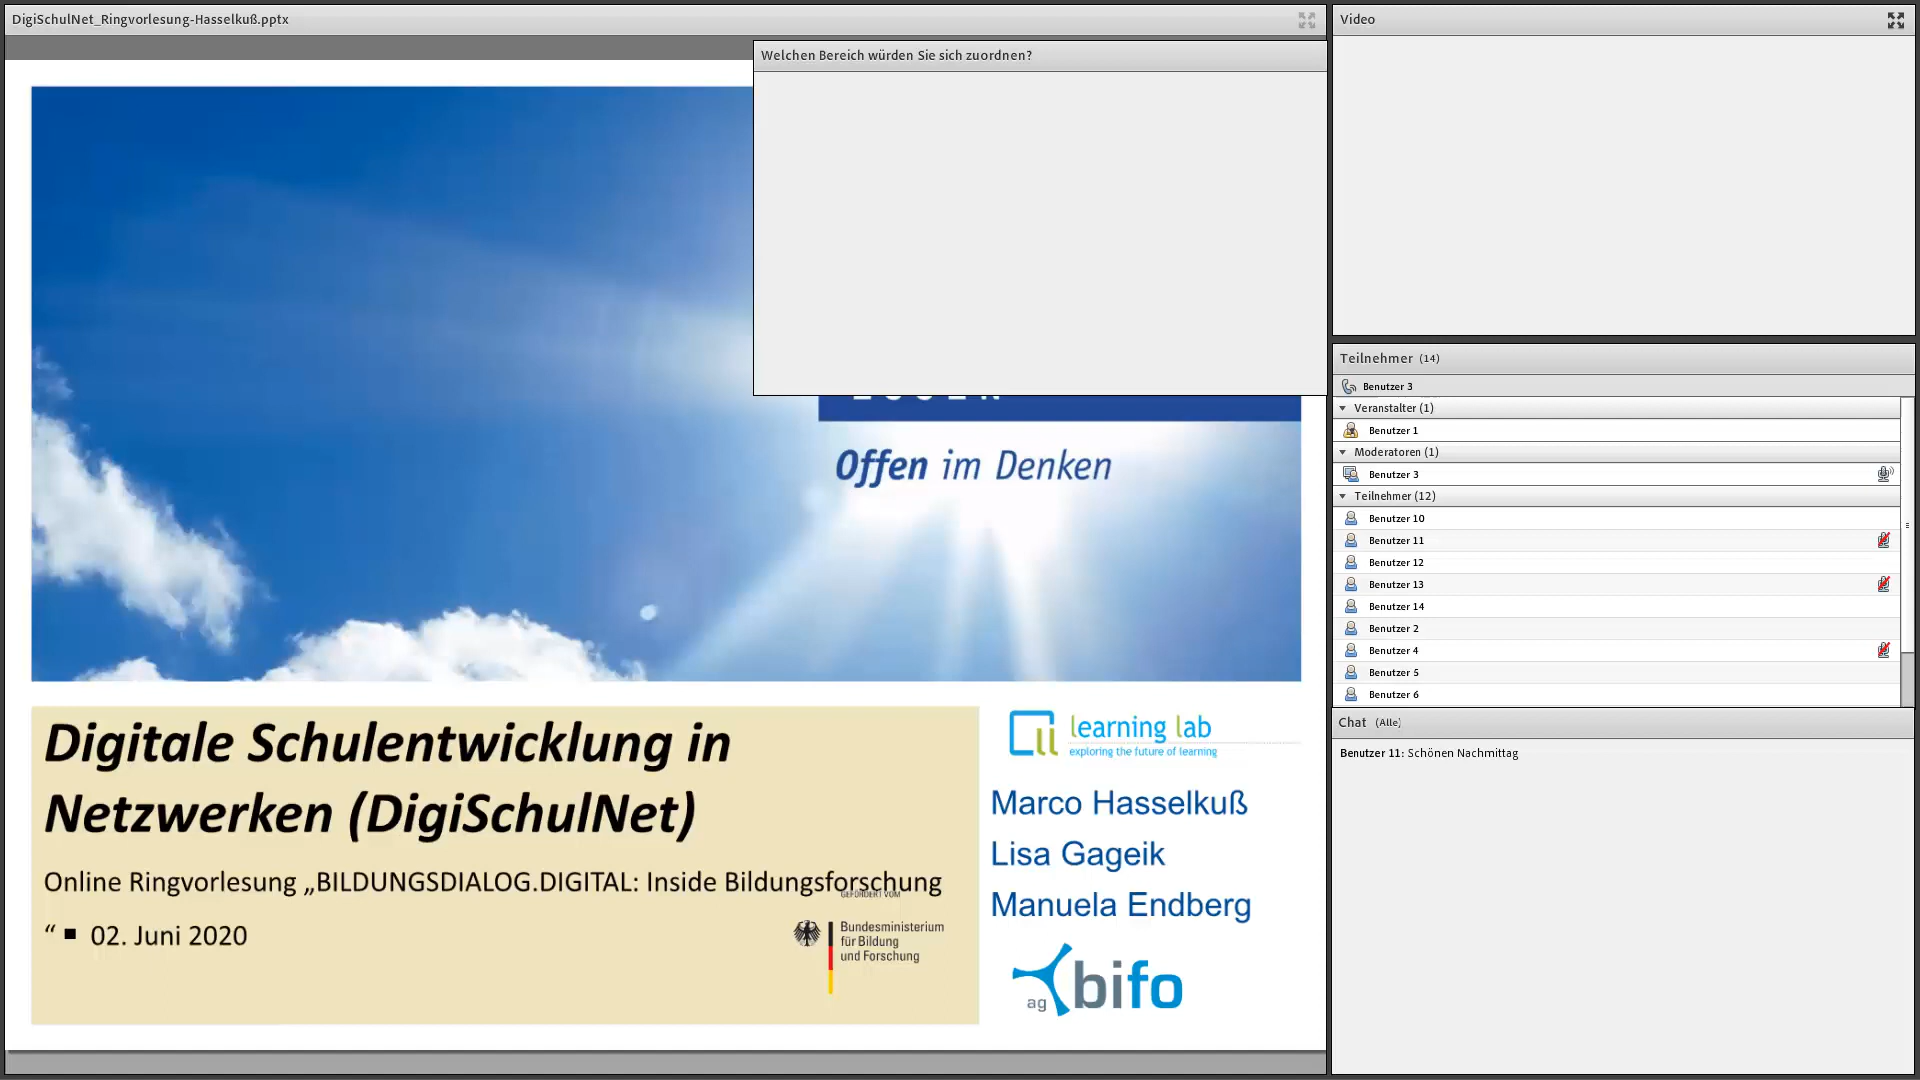 DigiSchulNet_Ringvorlesung-Hasselkuß.pptx
Welchen Bereich würden Sie sich zuordnen?
Offen im Denken
Digitale Schulentwicklung in
Netzwerken (DigiSchulNet)
Online Ringvorlesung „BILDUNGSDIALOG.DIGITAL: Inside Bildungsforschung
“ ▪ 02. Juni 2020
GEFÖRDERT VOM
Bundesministerium
für Bildung
und Forschung
learning lab
exploring the future of learning
Marco Hasselkuß
Lisa Gageik
Manuela Endberg
ag bifo
Video
Teilnehmer (14)
Benutzer 3
Veranstalter (1)
Benutzer 1
Moderatoren (1)
Benutzer 3
Teilnehmer (12)
Benutzer 10
Benutzer 11
Benutzer 12
Benutzer 13
Benutzer 14
Benutzer 2
Benutzer 4
Benutzer 5
Benutzer 6
Chat (Alle)
Benutzer 11: Schönen Nachmittag